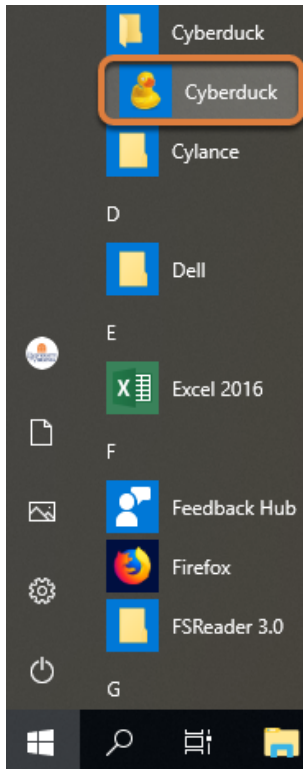 Cyberduck
Cyberduck
Cylance
D
Dell
E
Excel 2016
F
Feedback Hub
Firefox
FSReader 3.0
G